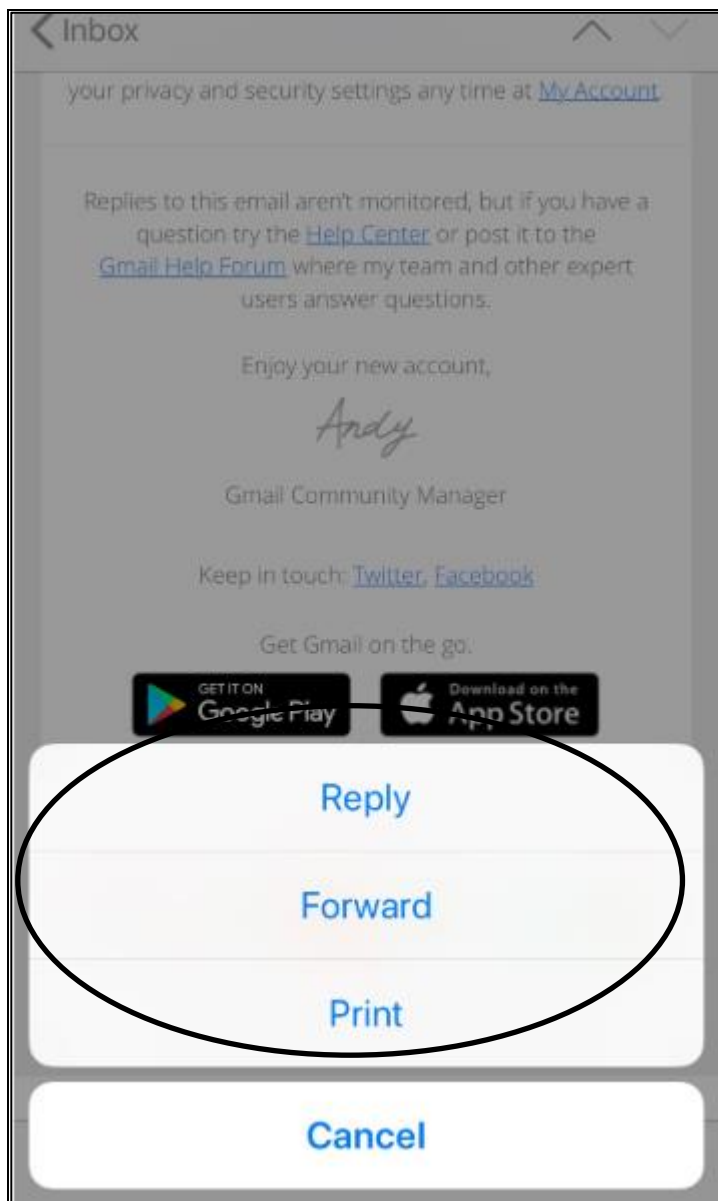 Inbox
your privacy and security settings any time at My Account.
Replies to this email aren't monitored, but if you have a
question try the Help Center or post it to the
Gmail Help Forum where my team and other expert
users answer questions.
Enjoy your new account,
Andy
Gmail Community Manager
Keep in touch: Twitter, Facebook
Get Gmail on the go.
GET IT ON
Google Play
Download on the
App Store
Reply
Forward
Print
Cancel